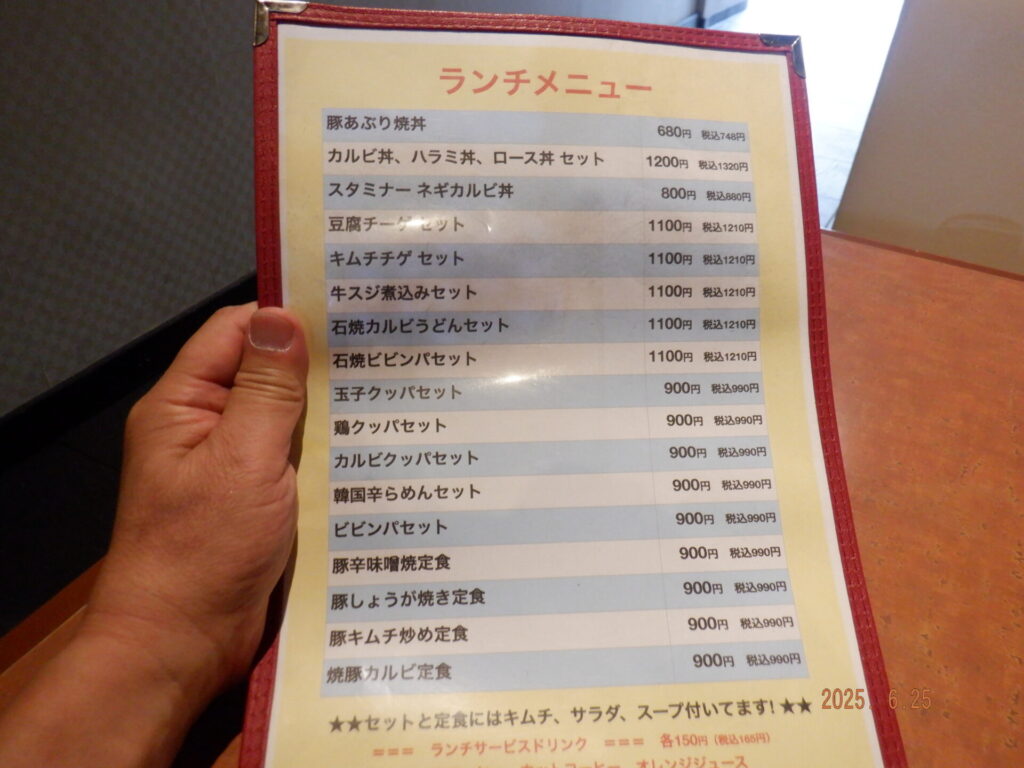 ランチメニュー
豚あぶり焼丼 680円 税込748円
カルビ丼、ハラミ丼、ロース丼 セット 1200円 税込1320円
スタミナー ネギカルビ丼 800円 税込880円
豆腐チーゲ セット 1100円 税込1210円
キムチチゲ セット 1100円 税込1210円
牛スジ煮込みセット 1100円 税込1210円
石焼カルビうどんセット 1100円 税込1210円
石焼ビビンパセット 1100円 税込1210円
玉子クッパセット 900円 税込990円
鶏クッパセット 900円 税込990円
カルビクッパセット 900円 税込990円
韓国辛らめんセット 900円 税込990円
ビビンパセット 900円 税込990円
豚辛味噌焼定食 900円 税込990円
豚しょうが焼き定食 900円 税込990円
豚キムチ炒め定食 900円 税込990円
焼豚カルビ定食 900円 税込990円
★★セットと定食にはキムチ、サラダ、スープ付いてます!★★
=== ランチサービスドリンク === 各150円（税込165円）
ホットコーヒー オレンジジュース
2025. 6.25